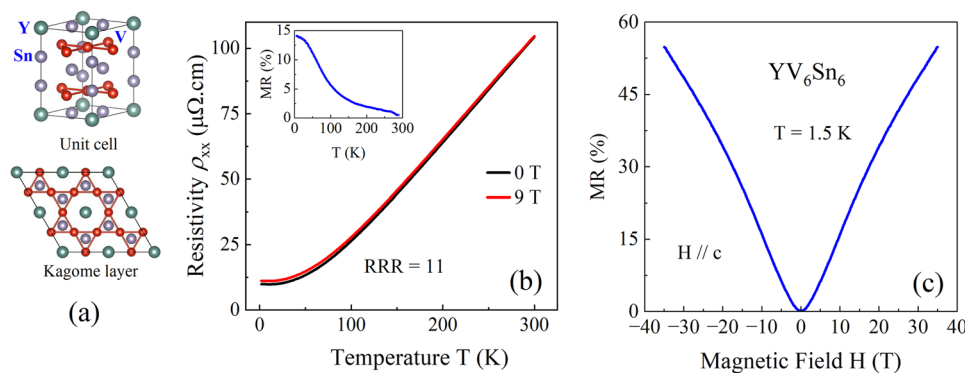 Y
V
Sn
Unit cell
Kagome layer
(a)
Resistivity ρxx (μΩ.cm)
100
75
50
25
0
0
100
200
300
Temperature T (K)
MR (%)
15
10
5
0
0
100
200
300
T (K)
0 T
9 T
RRR = 11
(b)
MR (%)
60
45
30
15
0
−40
−30
−20
−10
0
10
20
30
40
Magnetic Field H (T)
YV6Sn6
T = 1.5 K
H // c
(c)